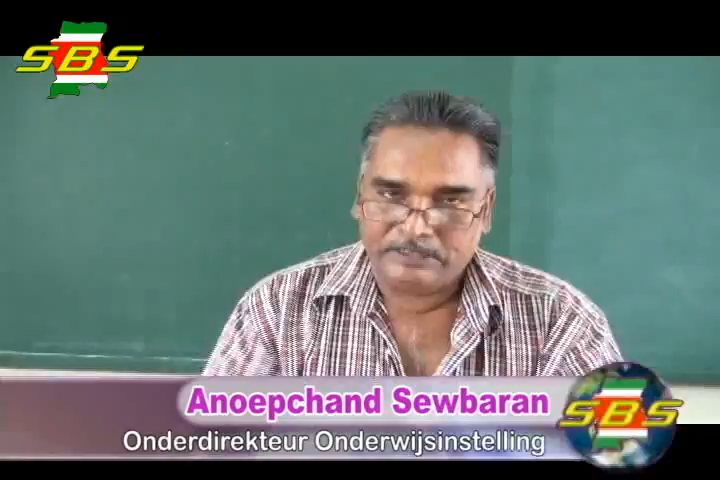 SBS
Anoepchand Sewbaran
Onderdirekteur Onderwijsinstelling
SBS